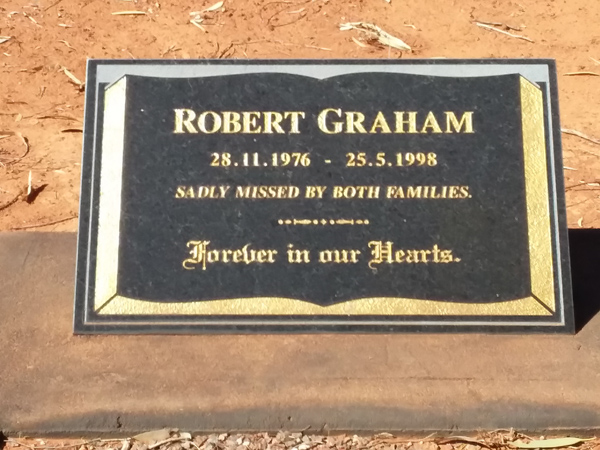 ROBERT GRAHAM
28.11.1976 - 25.5.1998
SADLY MISSED BY BOTH FAMILIES.
Forever in our Hearts.